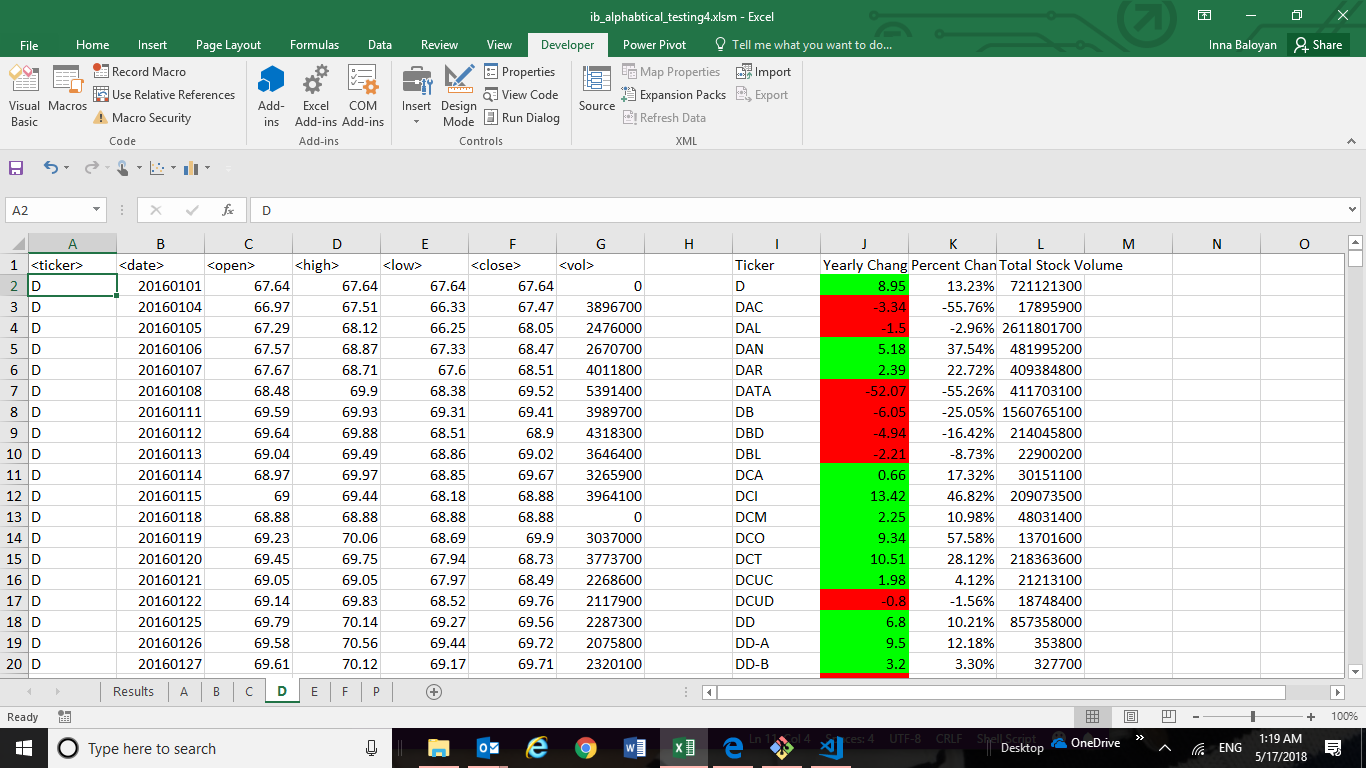 ib_alphabtical_testing4.xlsm - Excel
File Home Insert Page Layout Formulas Data Review View Developer Power Pivot Tell me what you want to do... Inna Baloyan Share
Visual Basic
Macros
Record Macro
Use Relative References
Macro Security
Code
Add-ins
Excel Add-ins
COM Add-ins
Add-ins
Insert
Design Mode
Properties
View Code
Run Dialog
Controls
Source
Map Properties
Expansion Packs
Refresh Data
Import
Export
XML
A2 fx D
A B C D E F G H I J K L M N O
1 <ticker> <date> <open> <high> <low> <close> <vol> Ticker Yearly Chang Percent Chan Total Stock Volume
2 D 20160101 67.64 67.64 67.64 67.64 0 D 8.95 13.23% 721121300
3 D 20160104 66.97 67.51 66.33 67.47 3896700 DAC -3.34 -55.76% 17895900
4 D 20160105 67.29 68.12 66.25 68.05 2476000 DAL -1.5 -2.96% 2611801700
5 D 20160106 67.57 68.87 67.33 68.47 2670700 DAN 5.18 37.54% 481995200
6 D 20160107 67.67 68.71 67.6 68.51 4011800 DAR 2.39 22.72% 409384800
7 D 20160108 68.48 69.9 68.38 69.52 5391400 DATA -52.07 -55.26% 411703100
8 D 20160111 69.59 69.93 69.31 69.41 3989700 DB -6.05 -25.05% 1560765100
9 D 20160112 69.64 69.88 68.51 68.9 4318300 DBD -4.94 -16.42% 214045800
10 D 20160113 69.04 69.49 68.86 69.02 3646400 DBL -2.21 -8.73% 22900200
11 D 20160114 68.97 69.97 68.85 69.67 3265900 DCA 0.66 17.32% 30151100
12 D 20160115 69 69.44 68.18 68.88 3964100 DCI 13.42 46.82% 209073500
13 D 20160118 68.88 68.88 68.88 68.88 0 DCM 2.25 10.98% 48031400
14 D 20160119 69.23 70.06 68.69 69.9 3037000 DCO 9.34 57.58% 13701600
15 D 20160120 69.45 69.75 67.94 68.73 3773700 DCT 10.51 28.12% 218363600
16 D 20160121 69.05 69.05 67.97 68.49 2268600 DCUC 1.98 4.12% 21213100
17 D 20160122 69.14 69.83 68.52 69.76 2117900 DCUD -0.8 -1.56% 18748400
18 D 20160125 69.79 70.14 69.27 69.56 2287300 DD 6.8 10.21% 857358000
19 D 20160126 69.58 70.56 69.44 69.72 2075800 DD-A 9.5 12.18% 353800
20 D 20160127 69.61 70.12 69.17 69.71 2320100 DD-B 3.2 3.30% 327700
Results A B C D E F P
Ready 100%
Type here to search Ln 11, Col 4 Spaces: 4 UTF-8 CRLF Shell Script Desktop OneDrive ENG 1:19 AM
5/17/2018